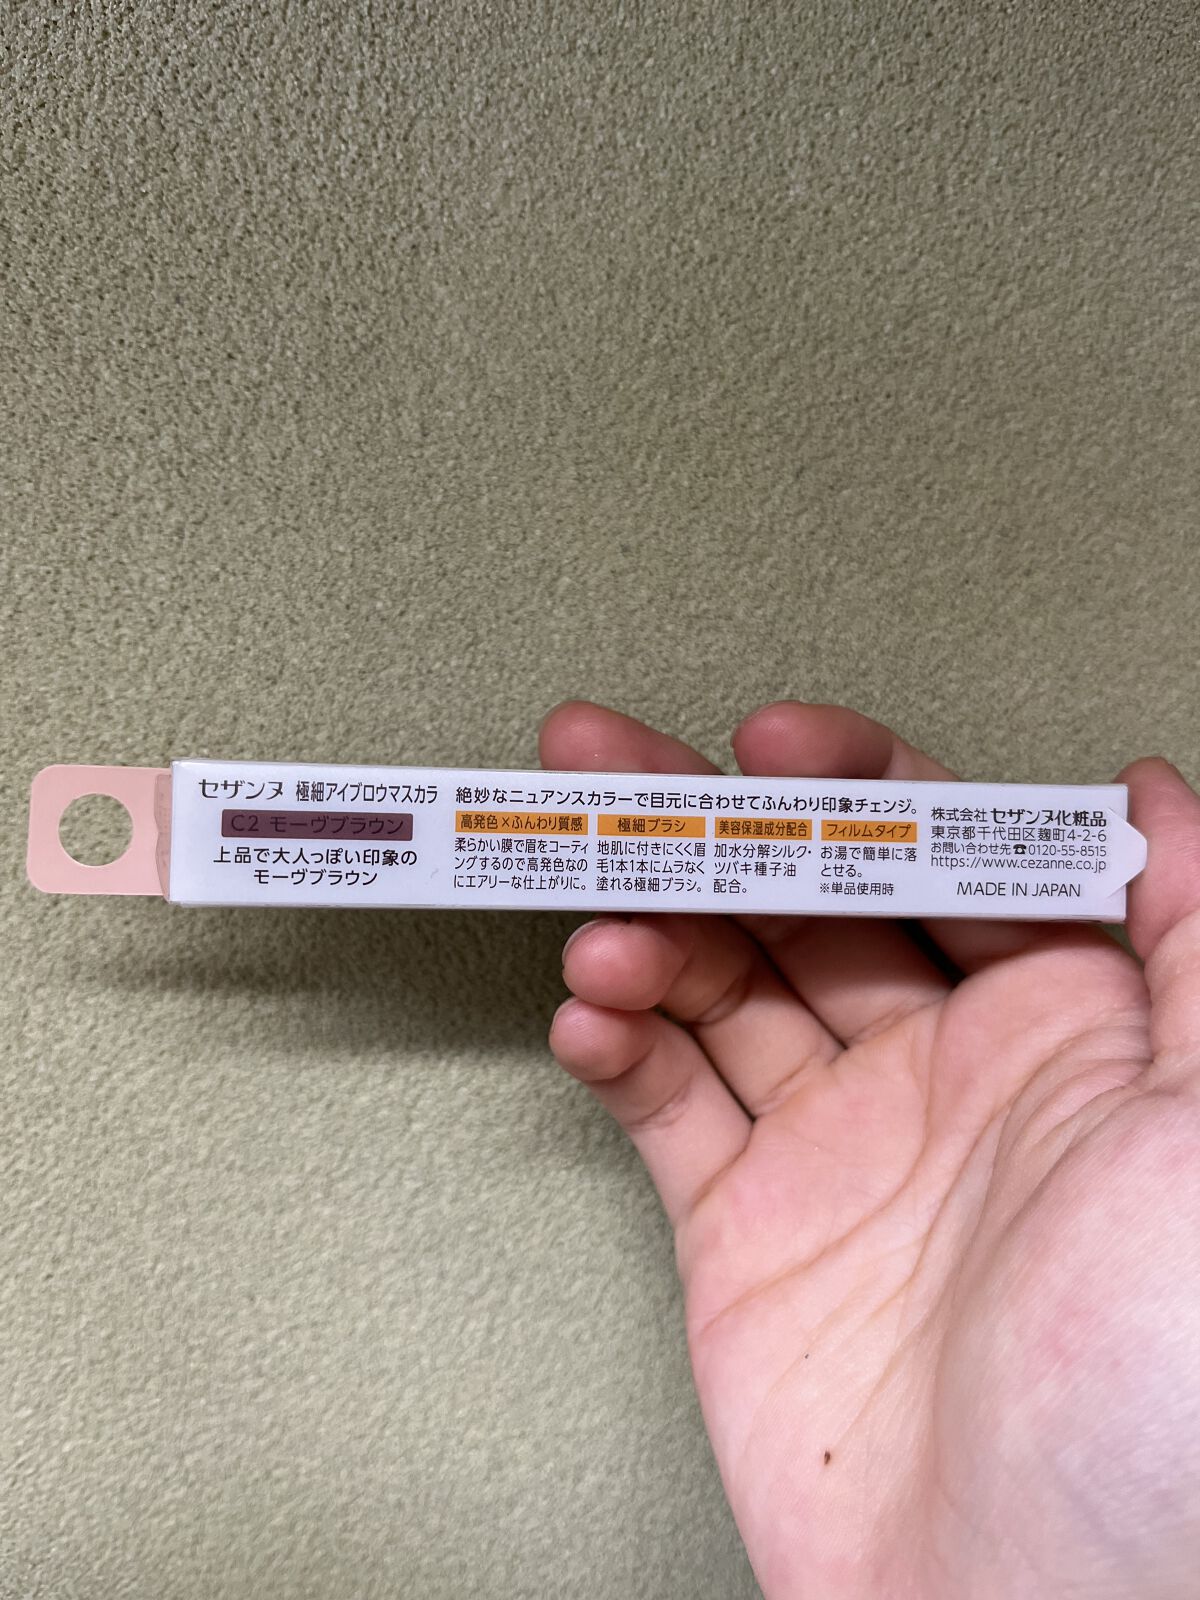 セザンヌ 極細アイブロウマスカラ
C2 モーヴブラウン
上品で大人っぽい印象の
モーヴブラウン
絶妙なニュアンスカラーで目元に合わせてふんわり印象チェンジ。
高発色×ふんわり質感
柔らかい膜で眉をコーティ
ングするので高発色なの
にエアリーな仕上がりに。
極細ブラシ
地肌に付きにくく眉
毛1本1本にムラなく
塗れる極細ブラシ。
美容保湿成分配合
加水分解シルク・
ツバキ種子油
配合。
フィルムタイプ
お湯で簡単に落
とせる。
※単品使用時
株式会社 セザンヌ化粧品
東京都千代田区麹町4-2-6
お問い合わせ先☎0120-55-8515
https://www.cezanne.co.jp
MADE IN JAPAN